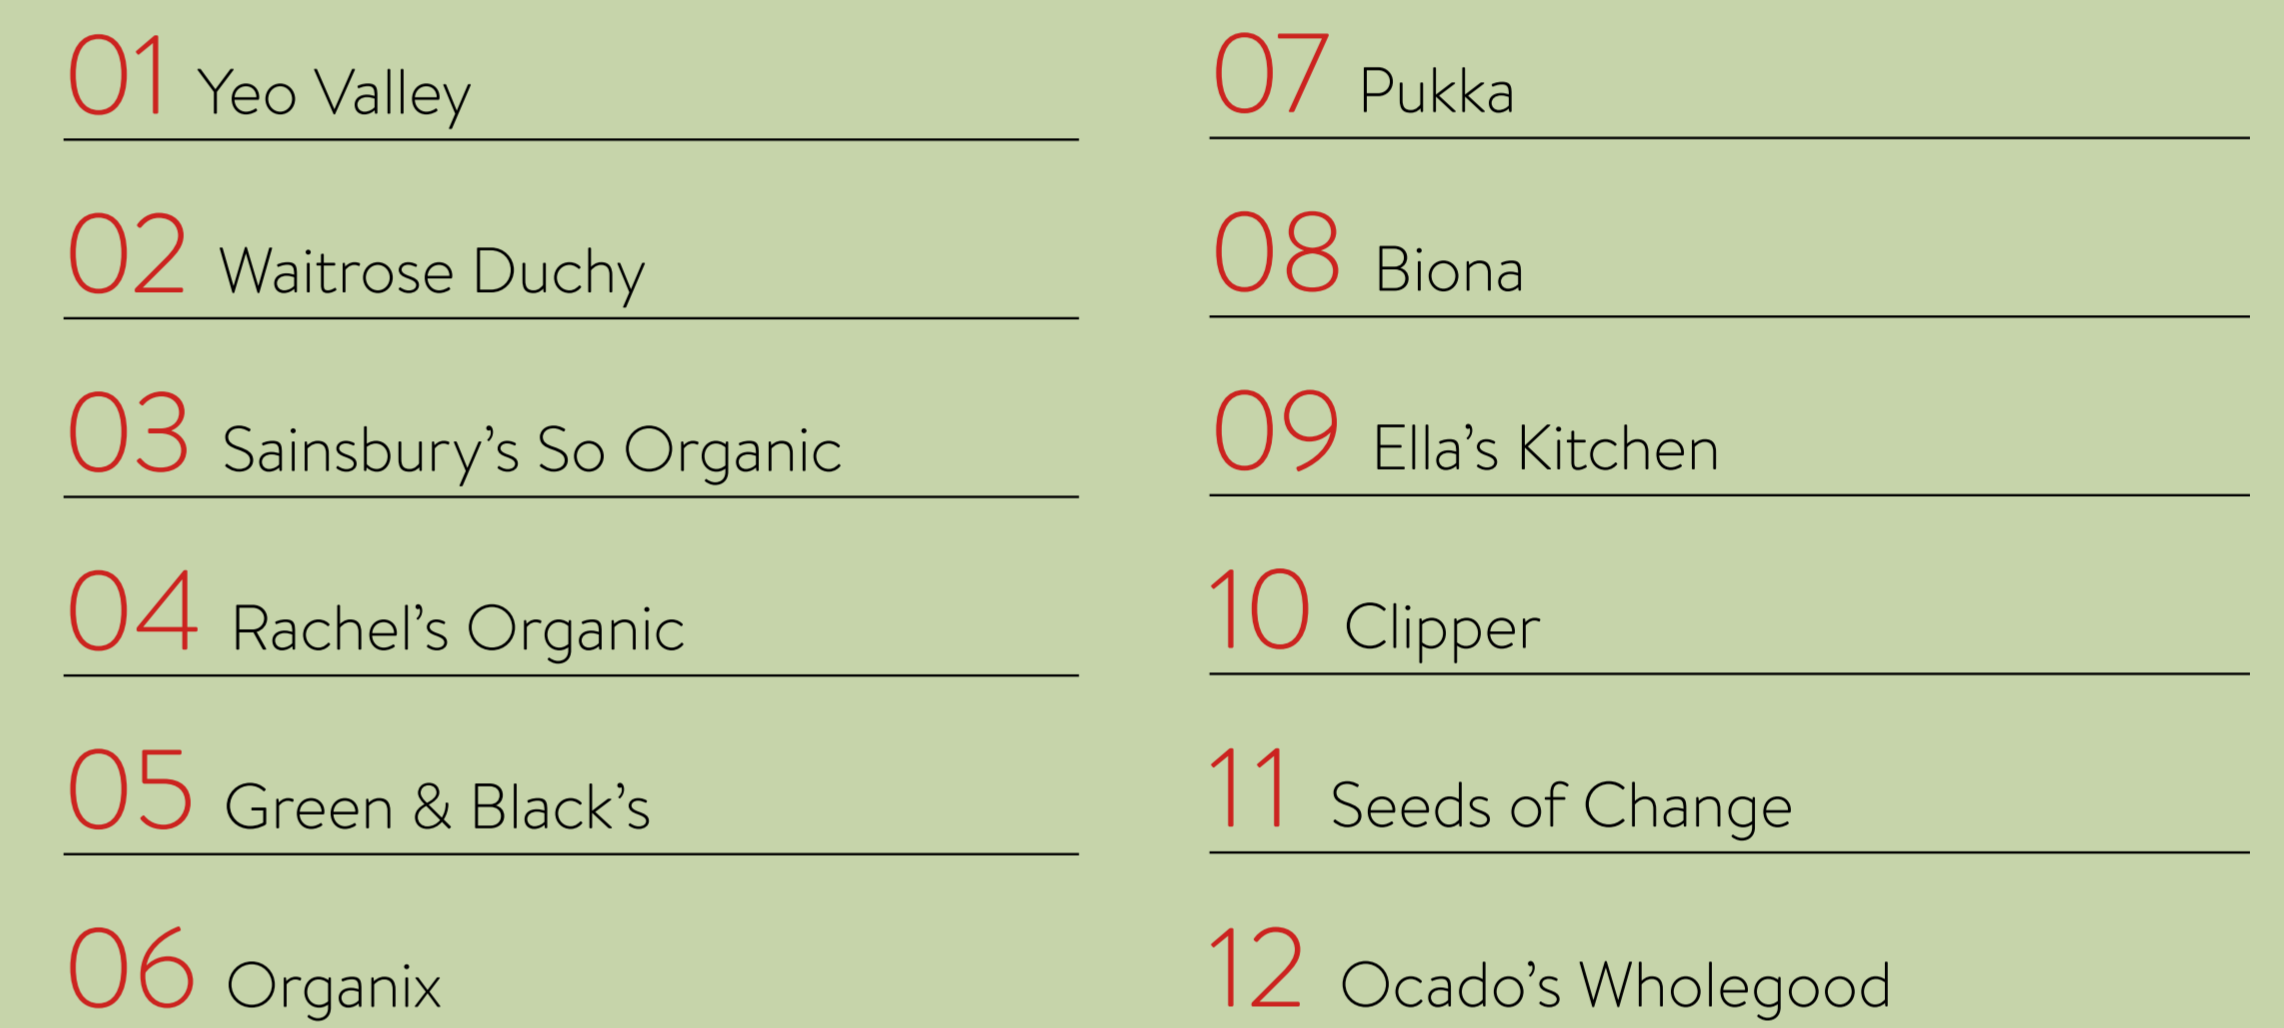 01 Yeo Valley
02 Waitrose Duchy
03 Sainsbury’s So Organic
04 Rachel’s Organic
05 Green & Black’s
06 Organix
07 Pukka
08 Biona
09 Ella’s Kitchen
10 Clipper
11 Seeds of Change
12 Ocado’s Wholegood